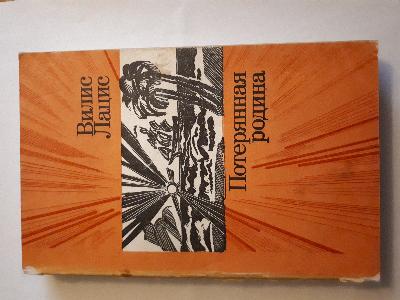 Вилис
Лацис
Потерянная
родина